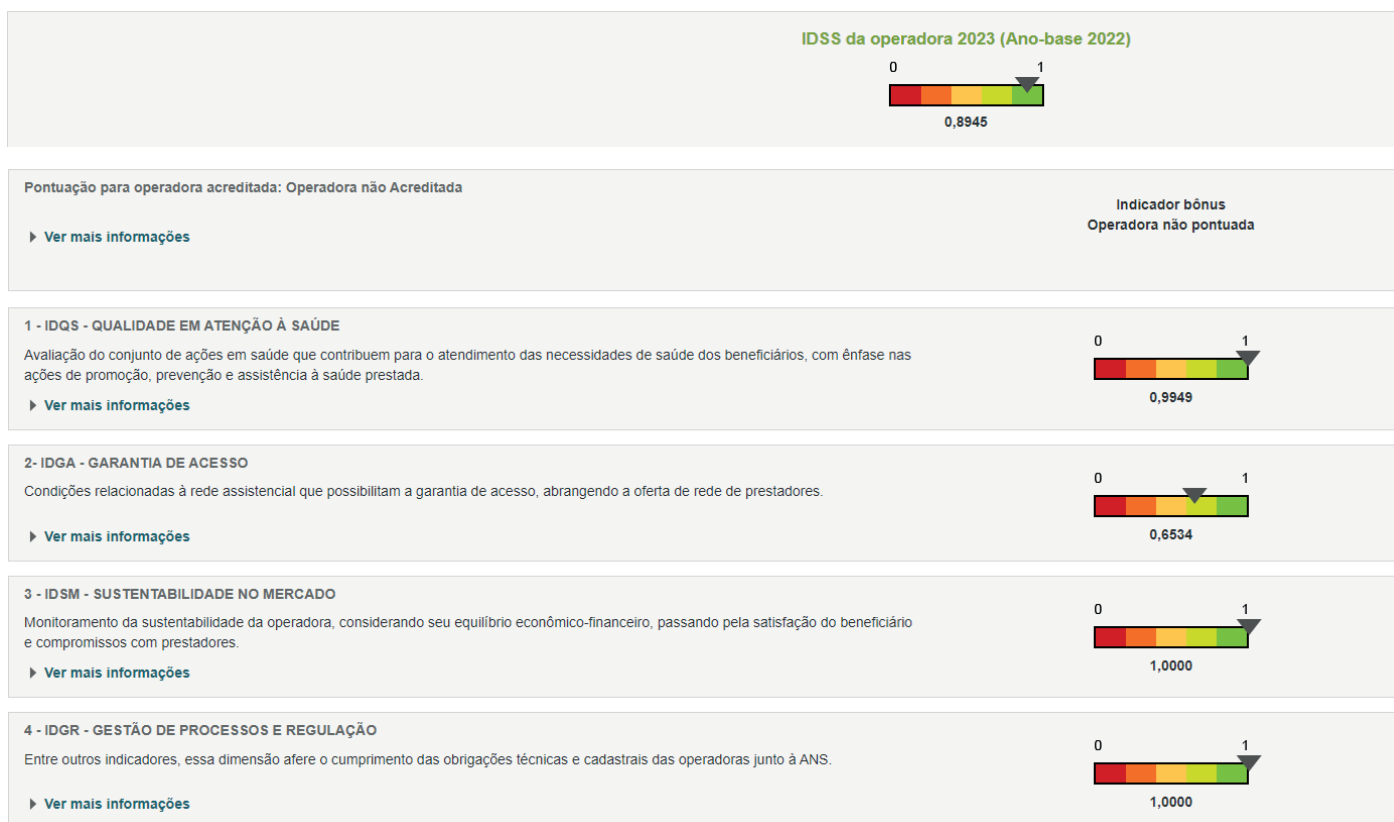 IDSS da operadora 2023 (Ano-base 2022)
0 1
0,8945
Pontuação para operadora acreditada: Operadora não Acreditada
Indicador bônus
Operadora não pontuada
Ver mais informações
1 - IDQS - QUALIDADE EM ATENÇÃO À SAÚDE
Avaliação do conjunto de ações em saúde que contribuem para o atendimento das necessidades de saúde dos beneficiários, com ênfase nas
ações de promoção, prevenção e assistência à saúde prestada.
Ver mais informações
0 1
0,9949
2- IDGA - GARANTIA DE ACESSO
Condições relacionadas à rede assistencial que possibilitam a garantia de acesso, abrangendo a oferta de rede de prestadores.
Ver mais informações
0 1
0,6534
3 - IDSM - SUSTENTABILIDADE NO MERCADO
Monitoramento da sustentabilidade da operadora, considerando seu equilíbrio econômico-financeiro, passando pela satisfação do beneficiário
e compromissos com prestadores.
Ver mais informações
0 1
1,0000
4 - IDGR - GESTÃO DE PROCESSOS E REGULAÇÃO
Entre outros indicadores, essa dimensão afere o cumprimento das obrigações técnicas e cadastrais das operadoras junto à ANS.
Ver mais informações
0 1
1,0000